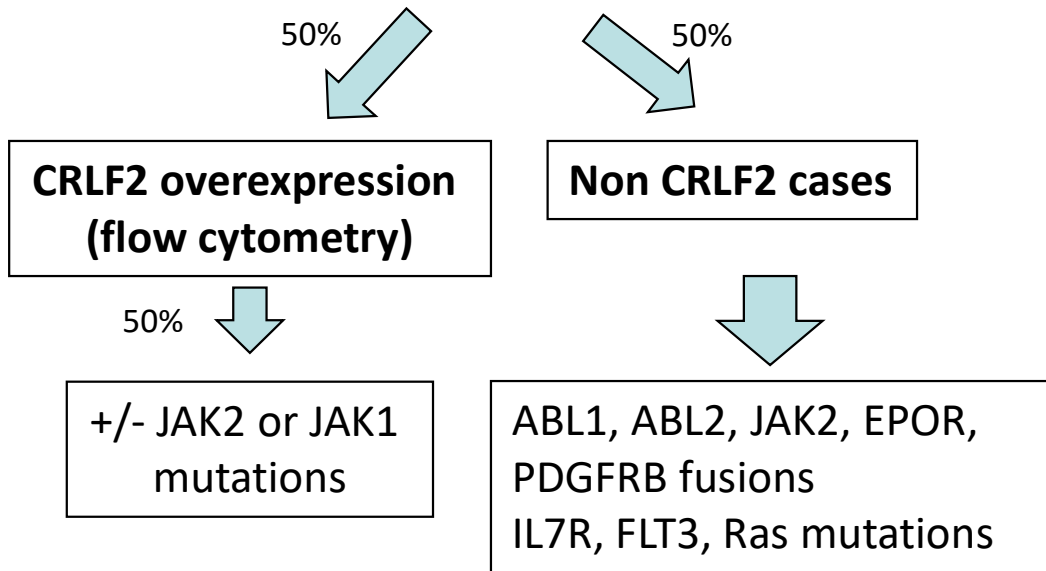 50%
50%
CRLF2 overexpression
(flow cytometry)
Non CRLF2 cases
50%
+/- JAK2 or JAK1
mutations
ABL1, ABL2, JAK2, EPOR,
PDGFRB fusions
IL7R, FLT3, Ras mutations